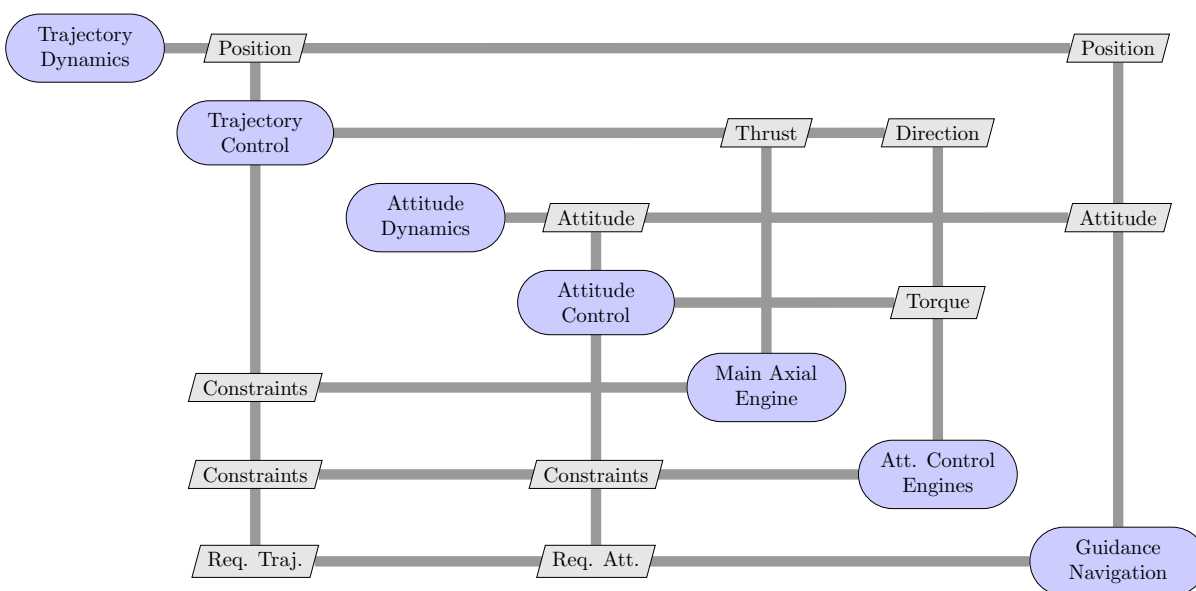 Trajectory
Dynamics
Position
Position
Trajectory
Control
Thrust
Direction
Attitude
Dynamics
Attitude
Attitude
Attitude
Control
Torque
Constraints
Main Axial
Engine
Constraints
Constraints
Att. Control
Engines
Req. Traj.
Req. Att.
Guidance
Navigation